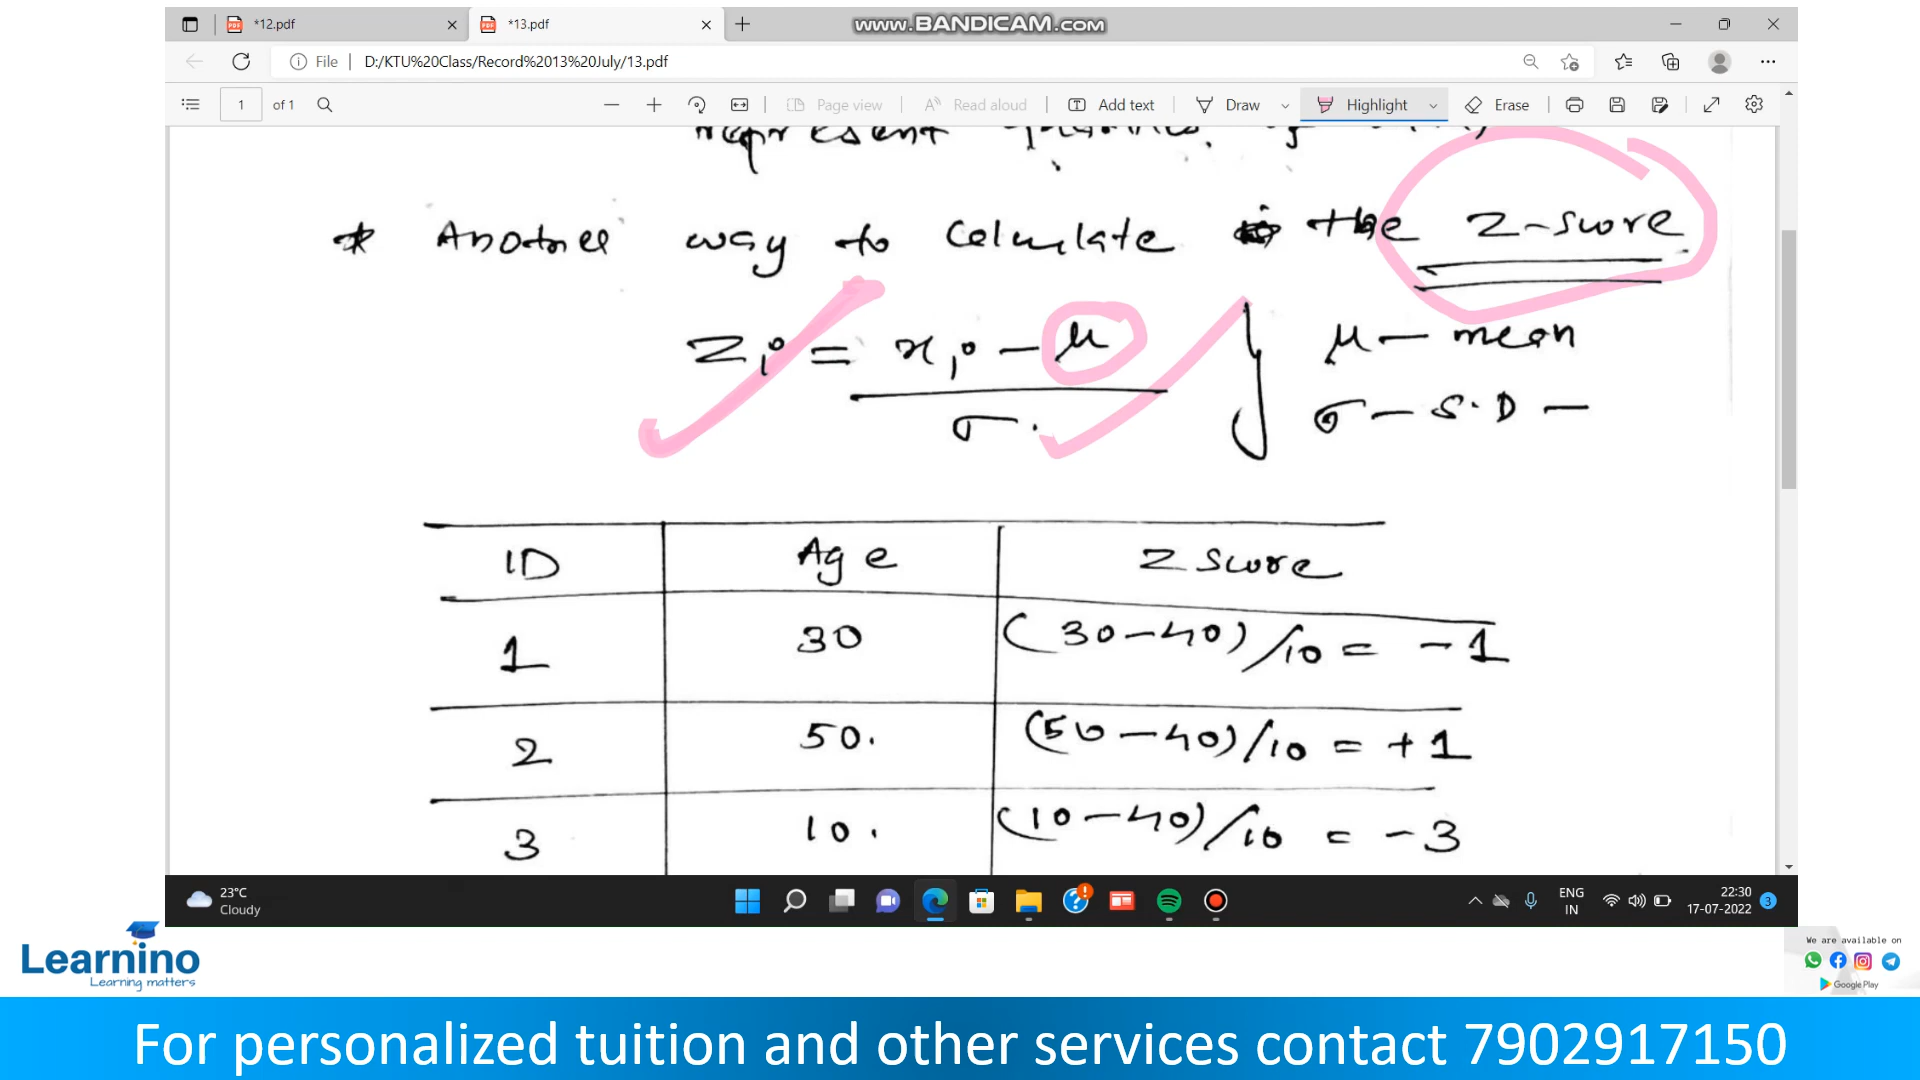 *12.pdf
*13.pdf
www.BANDICAM.com
File D:/KTU%20Class/Record%2013%20July/13.pdf
1 of 1 Page view Read aloud Add text Draw Highlight Erase
represent
* Another way to Calculate the Z-score
Zi = xi - μ
σ.
μ - mean
σ - S.D -
ID Age Z Score
1 30 (30-40)/10 = -1
2 50. (50-40)/10 = +1
3 10. (10-40)/10 = -3
23°C
Cloudy
ENG
IN
22:30
17-07-2022
3
Learnino
Learning matters
We are available on
Google Play
For personalized tuition and other services contact 7902917150